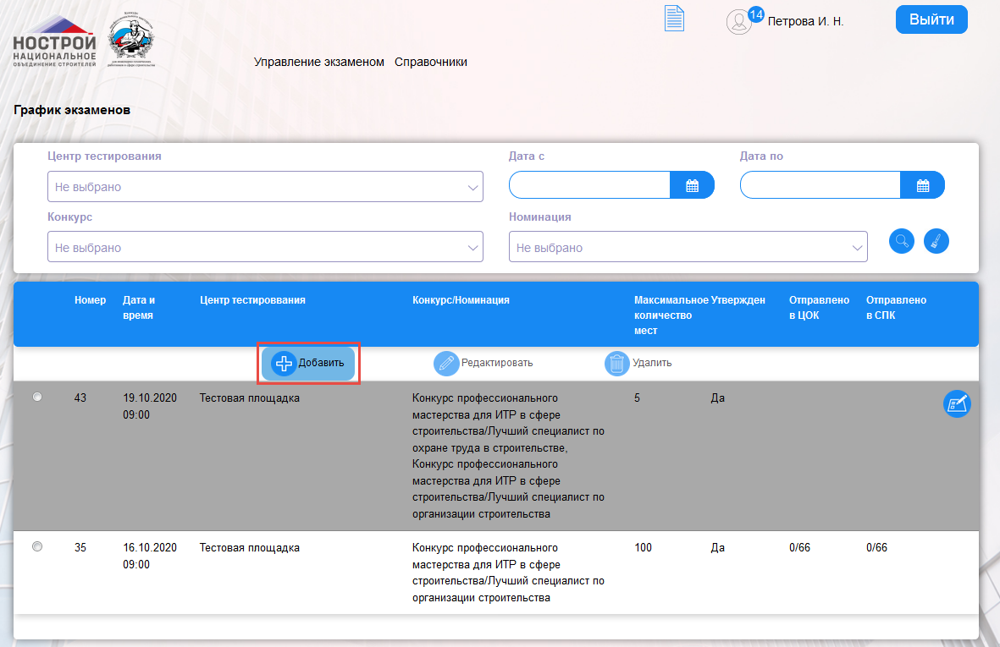 14
Петрова И. Н.
Выйти
НОСТРОЙ
НАЦИОНАЛЬНОЕ
ОБЪЕДИНЕНИЕ СТРОИТЕЛЕЙ
Конкурс
Управление экзаменом Справочники
График экзаменов
Центр тестирования
Дата с
Дата по
Не выбрано
Конкурс
Номинация
Не выбрано
Не выбрано
Номер
Дата и
время
Центр тестироввания
Конкурс/Номинация
Максимальное
количество
мест
Утвержден
Отправлено
в ЦОК
Отправлено
в СПК
Добавить
Редактировать
Удалить
43
19.10.2020
09:00
Тестовая площадка
Конкурс профессионального
мастерства для ИТР в сфере
строительства/Лучший специалист по
охране труда в строительстве,
Конкурс профессионального
мастерства для ИТР в сфере
строительства/Лучший специалист по
организации строительства
5
Да
35
16.10.2020
09:00
Тестовая площадка
Конкурс профессионального
мастерства для ИТР в сфере
строительства/Лучший специалист по
организации строительства
100
Да
0/66
0/66